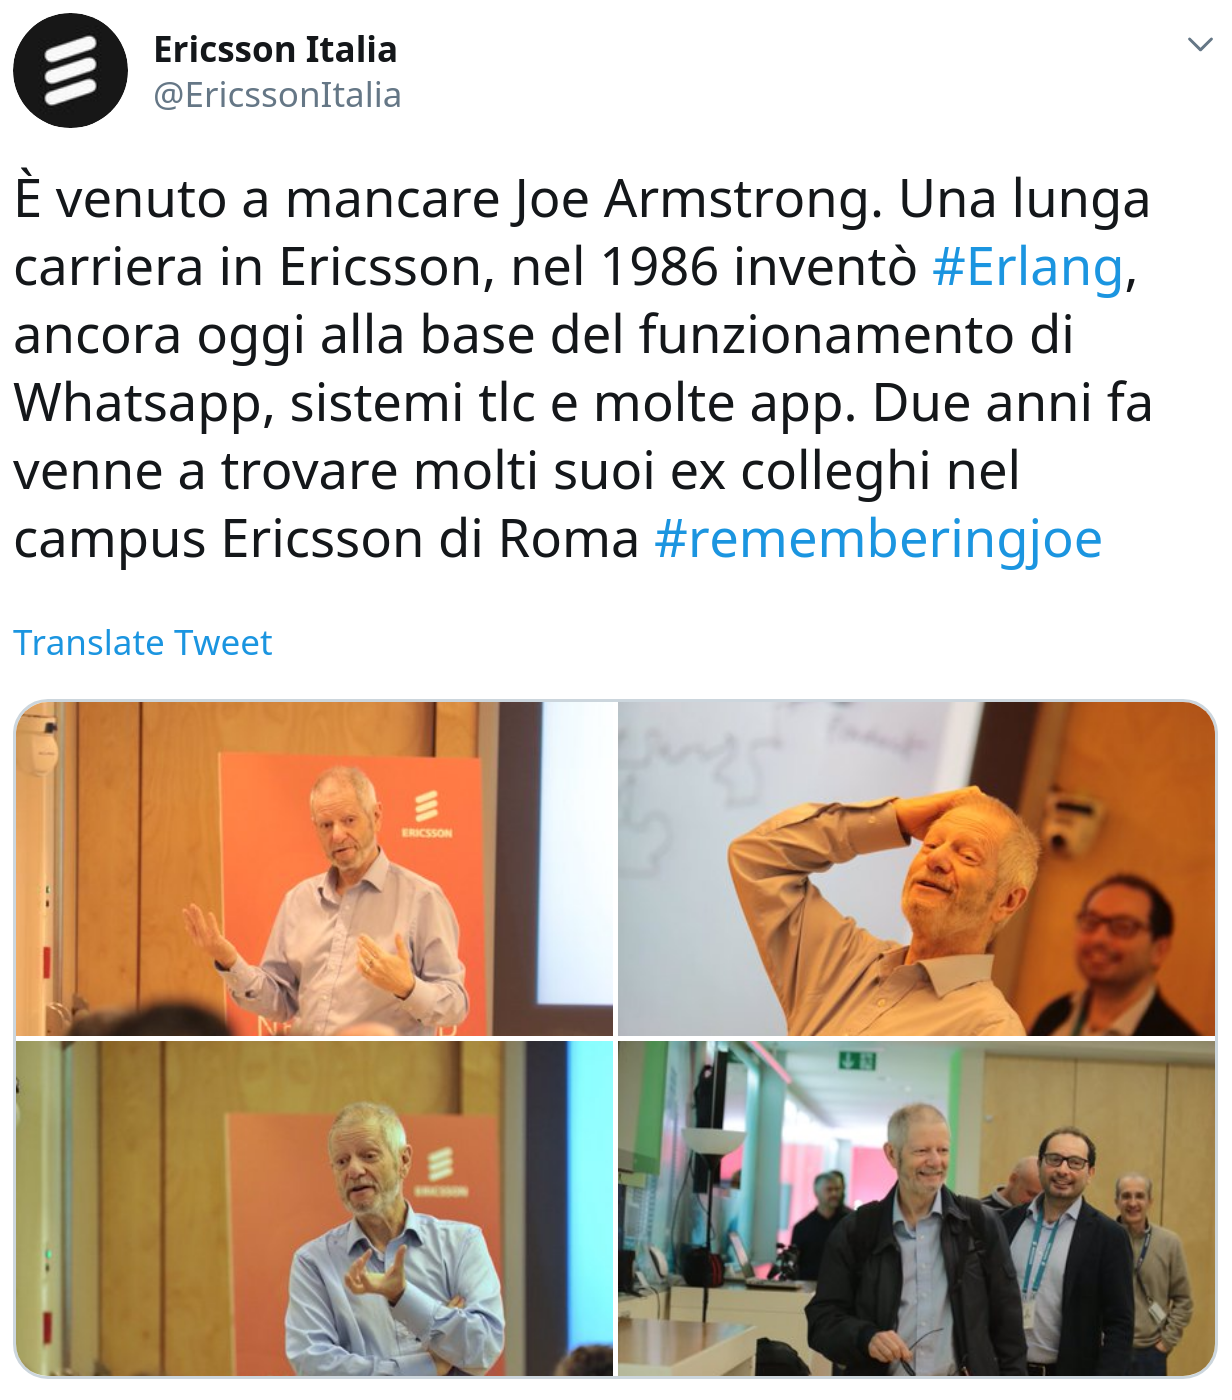 Ericsson Italia
@EricssonItalia
È venuto a mancare Joe Armstrong. Una lunga
carriera in Ericsson, nel 1986 inventò #Erlang,
ancora oggi alla base del funzionamento di
Whatsapp, sistemi tlc e molte app. Due anni fa
venne a trovare molti suoi ex colleghi nel
campus Ericsson di Roma #rememberingjoe
Translate Tweet
ERICSSON
ERICSSON